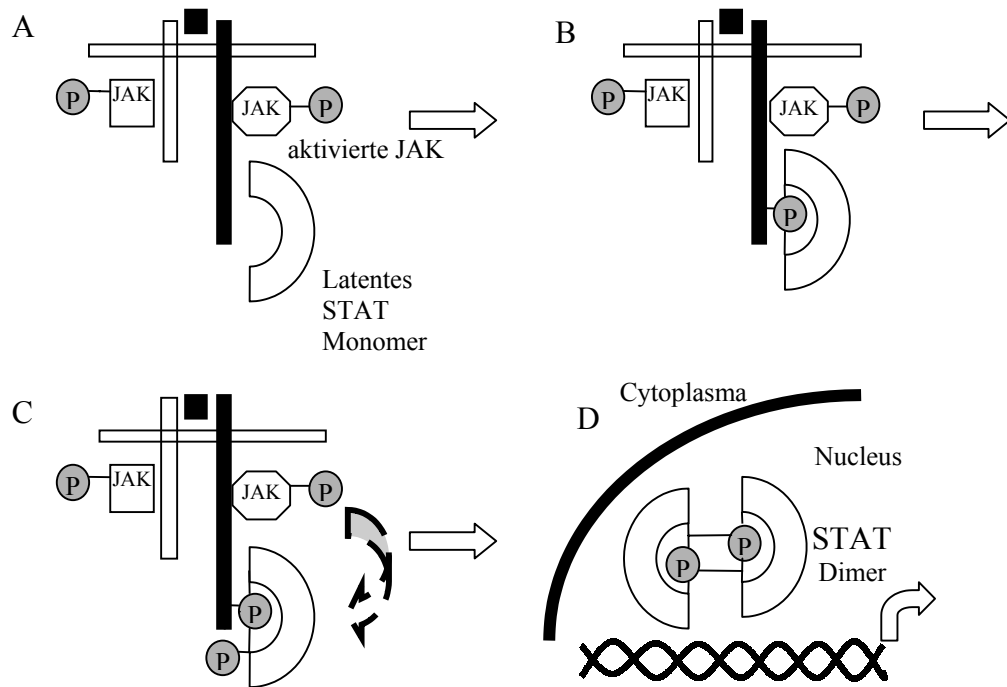 A
P
JAK
JAK
P
aktivierte JAK
Latentes
STAT
Monomer
B
P
JAK
JAK
P
P
C
P
JAK
JAK
P
P
P
D
Cytoplasma
Nucleus
P
P
STAT
Dimer